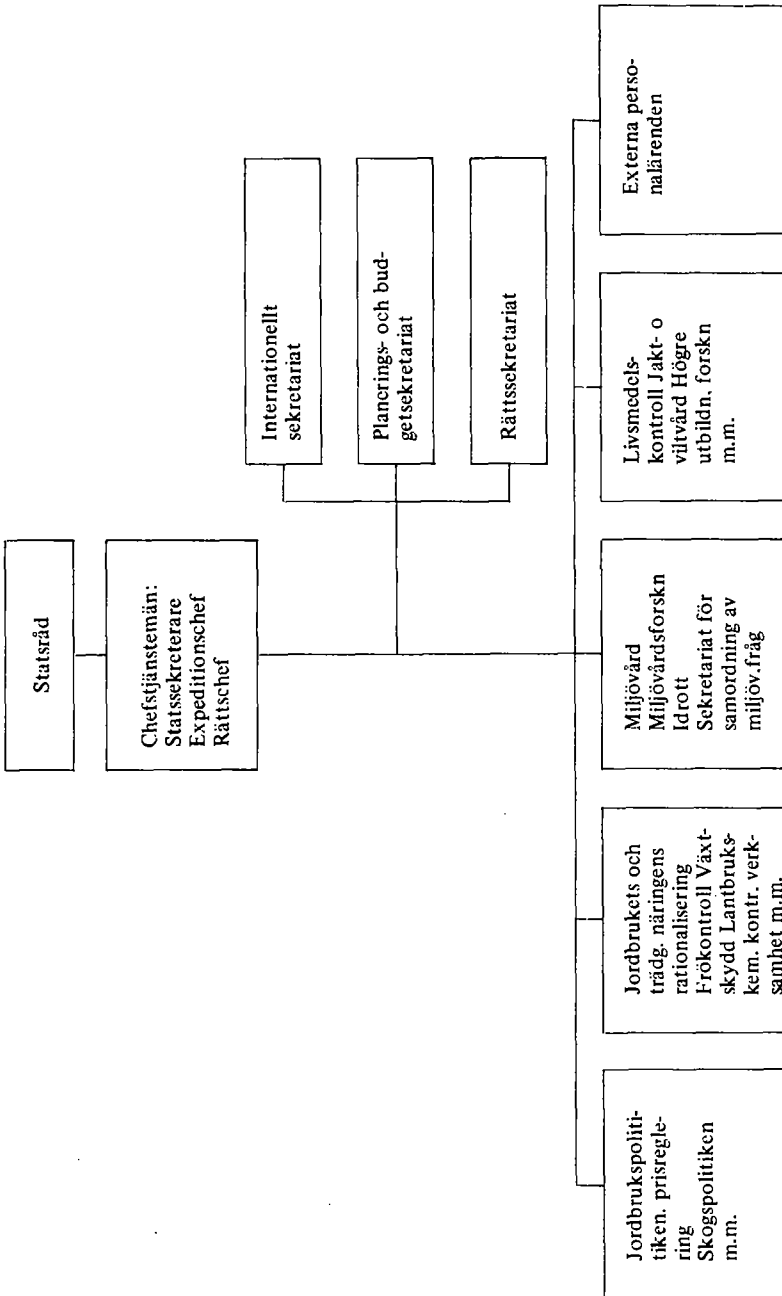 Statsråd
Chefstjänstemän:
Statssekreterare
Expeditionschef
Rättschef
Internationellt
sekretariat
Planerings- och bud-
getsekretariat
Rättssekretariat
Jordbrukspoliti-
tiken. prisregle-
ring
Skogspolitiken
m.m.
Jordbrukets och
trädg. näringens
rationalisering
Frökontroll Växt-
skydd Lantbruks-
kem. kontr. verk-
samhet m.m.
Miljövård
Miljövårdsforskn
Idrott
Sekretariat för
samordning av
miljöv.fråg
Livsmedels-
kontroll Jakt- o
viltvård Högre
utbildn. forskn
m.m.
Externa perso-
nalärenden